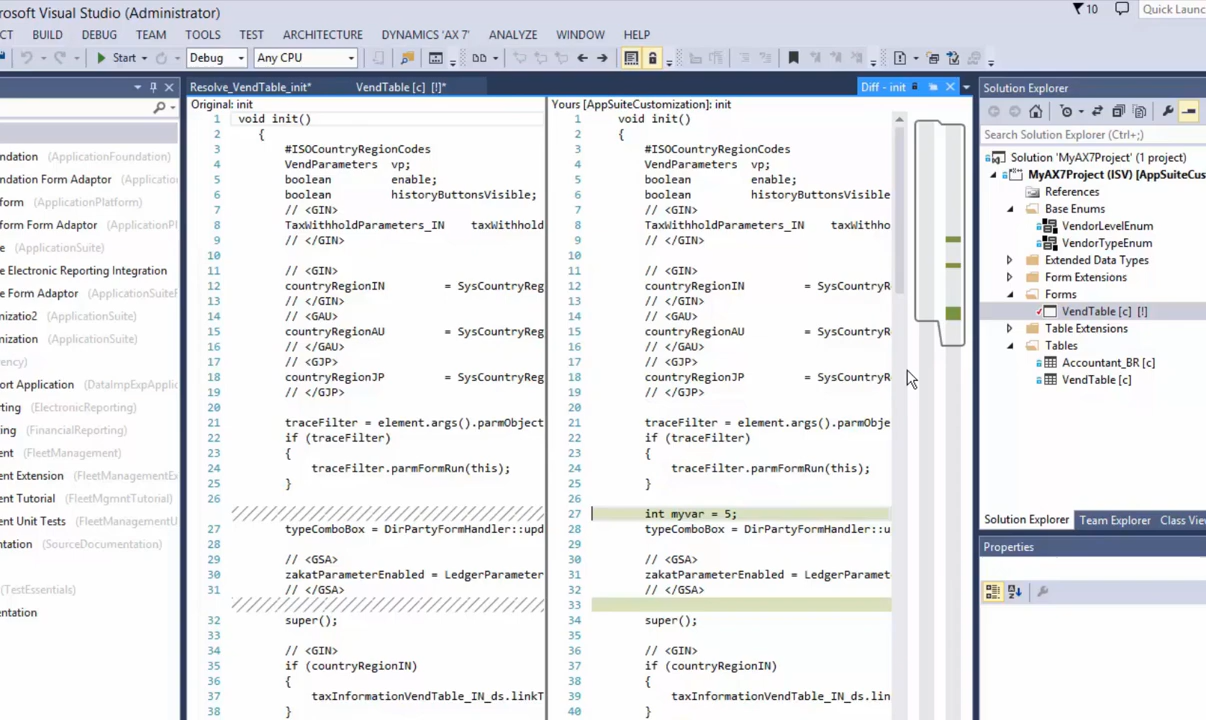 rosoft Visual Studio (Administrator)
10
Quick Launc
CT BUILD DEBUG TEAM TOOLS TEST ARCHITECTURE DYNAMICS 'AX 7' ANALYZE WINDOW HELP
Start Debug Any CPU
Resolve_VendTable_init* VendTable [c] [!]* Diff - init
Original: init
1 void init()
2 {
3 #ISOCountryRegionCodes
4 VendParameters vp;
5 boolean enable;
6 boolean historyButtonsVisible;
7 // <GIN>
8 TaxWithholdParameters_IN taxWithhold
9 // </GIN>
10
11 // <GIN>
12 countryRegionIN = SysCountryReg
13 // </GIN>
14 // <GAU>
15 countryRegionAU = SysCountryReg
16 // </GAU>
17 // <GJP>
18 countryRegionJP = SysCountryReg
19 // </GJP>
20
21 traceFilter = element.args().parmObject
22 if (traceFilter)
23 {
24 traceFilter.parmFormRun(this);
25 }
26
27 typeComboBox = DirPartyFormHandler::upd
28
29 // <GSA>
30 zakatParameterEnabled = LedgerParameter
31 // </GSA>
32 super();
33
34 // <GIN>
35 if (countryRegionIN)
36 {
37 taxInformationVendTable_IN_ds.linkT
38 }
Yours [AppSuiteCustomization]: init
1 void init()
2 {
3 #ISOCountryRegionCodes
4 VendParameters vp;
5 boolean enable;
6 boolean historyButtonsVisible
7 // <GIN>
8 TaxWithholdParameters_IN taxWithho
9 // </GIN>
10
11 // <GIN>
12 countryRegionIN = SysCountryR
13 // </GIN>
14 // <GAU>
15 countryRegionAU = SysCountryR
16 // </GAU>
17 // <GJP>
18 countryRegionJP = SysCountryR
19 // </GJP>
20
21 traceFilter = element.args().parmObje
22 if (traceFilter)
23 {
24 traceFilter.parmFormRun(this);
25 }
26
27 int myvar = 5;
28 typeComboBox = DirPartyFormHandler::u
29
30 // <GSA>
31 zakatParameterEnabled = LedgerParamet
32 // </GSA>
33
34 super();
35
36 // <GIN>
37 if (countryRegionIN)
38 {
39 taxInformationVendTable_IN_ds.lin
40 }
ndation (ApplicationFoundation)
ndation Form Adaptor (Applicatio
form (ApplicationPlatform)
form Form Adaptor (ApplicationPl
e (ApplicationSuite)
e Electronic Reporting Integration
e Form Adaptor (ApplicationSuiteF
nizatio2 (ApplicationSuite)
nization (ApplicationSuite)
ency)
ort Application (DataImpExpApplic
rting (ElectronicReporting)
ing (FinancialReporting)
ent (FleetManagement)
ent Extension (FleetManagementEx
ent Tutorial (FleetMgmntTutorial)
ent Unit Tests (FleetManagementU
ntation (SourceDocumentation)
(TestEssentials)
mentation
Solution Explorer
Search Solution Explorer (Ctrl+;)
Solution 'MyAX7Project' (1 project)
MyAX7Project (ISV) [AppSuiteCus
References
Base Enums
VendorLevelEnum
VendorTypeEnum
Extended Data Types
Form Extensions
Forms
VendTable [c] [!]
Table Extensions
Tables
Accountant_BR [c]
VendTable [c]
Solution Explorer Team Explorer Class View
Properties